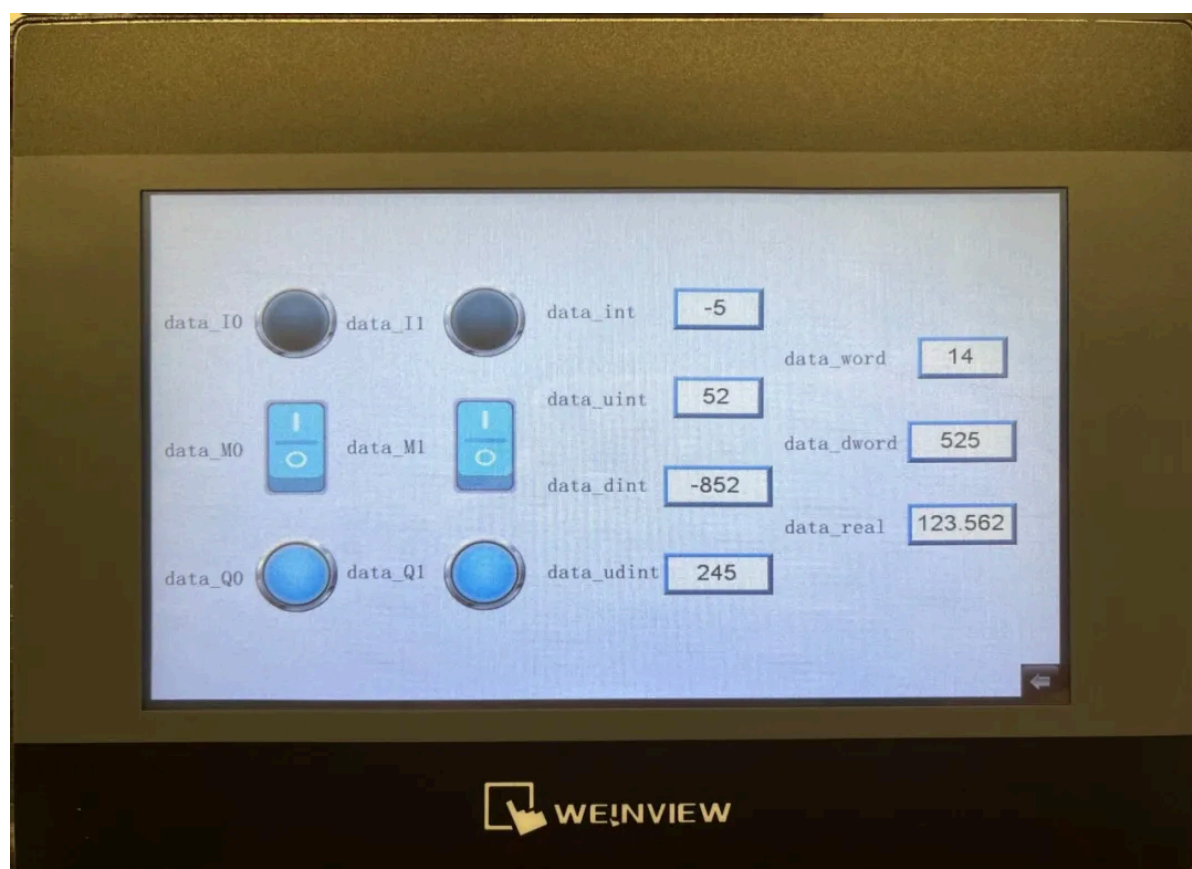 data_I0
data_I1
data_int
-5
data_word
14
data_uint
52
data_M0
data_M1
data_dword
525
data_dint
-852
data_real
123.562
data_Q0
data_Q1
data_udint
245
WEINVIEW